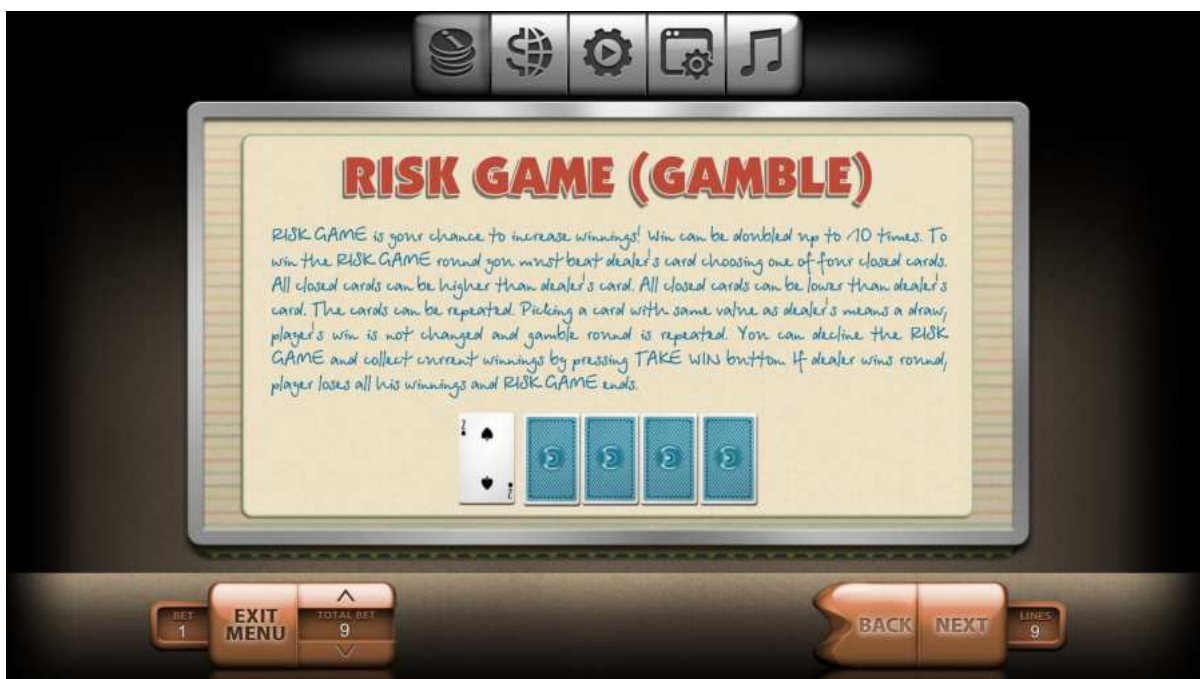 RISK GAME (GAMBLE)
RISK GAME is your chance to increase winnings! Win can be doubled up to 10 times. To
win the RISK GAME round you must beat dealer's card choosing one of four closed cards.
All closed cards can be higher than dealer's card. All closed cards can be lower than dealer's
card. The cards can be repeated. Picking a card with same value as dealer's means a draw,
player's win is not changed and gamble round is repeated. You can decline the RISK
GAME and collect current winnings by pressing TAKE WIN button. If dealer wins round,
player loses all his winnings and RISK GAME ends.
2
2
BET
1
EXIT
MENU
TOTAL BET
9
BACK
NEXT
LINES
9